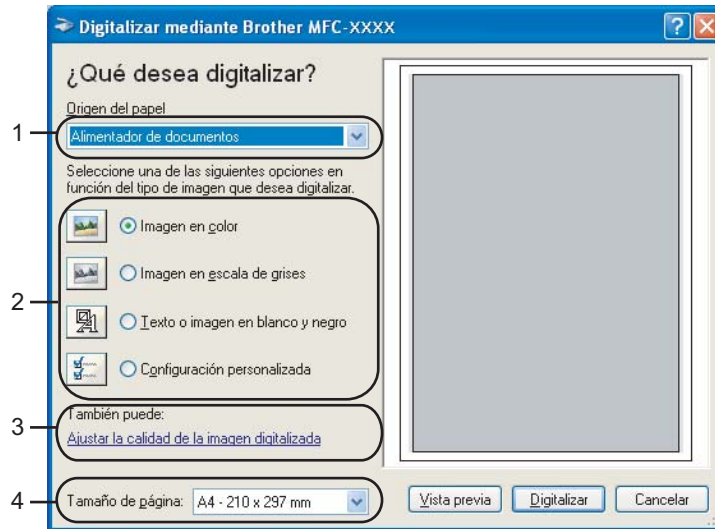 Digitalizar mediante Brother MFC-XXXX
¿Qué desea digitalizar?
Origen del papel
1
Alimentador de documentos
Seleccione una de las siguientes opciones en
función del tipo de imagen que desea digitalizar.
2
Imagen en color
Imagen en escala de grises
Texto o imagen en blanco y negro
Configuración personalizada
3
También puede:
Ajustar la calidad de la imagen digitalizada
4
Tamaño de página: A4 - 210 x 297 mm
Vista previa
Digitalizar
Cancelar